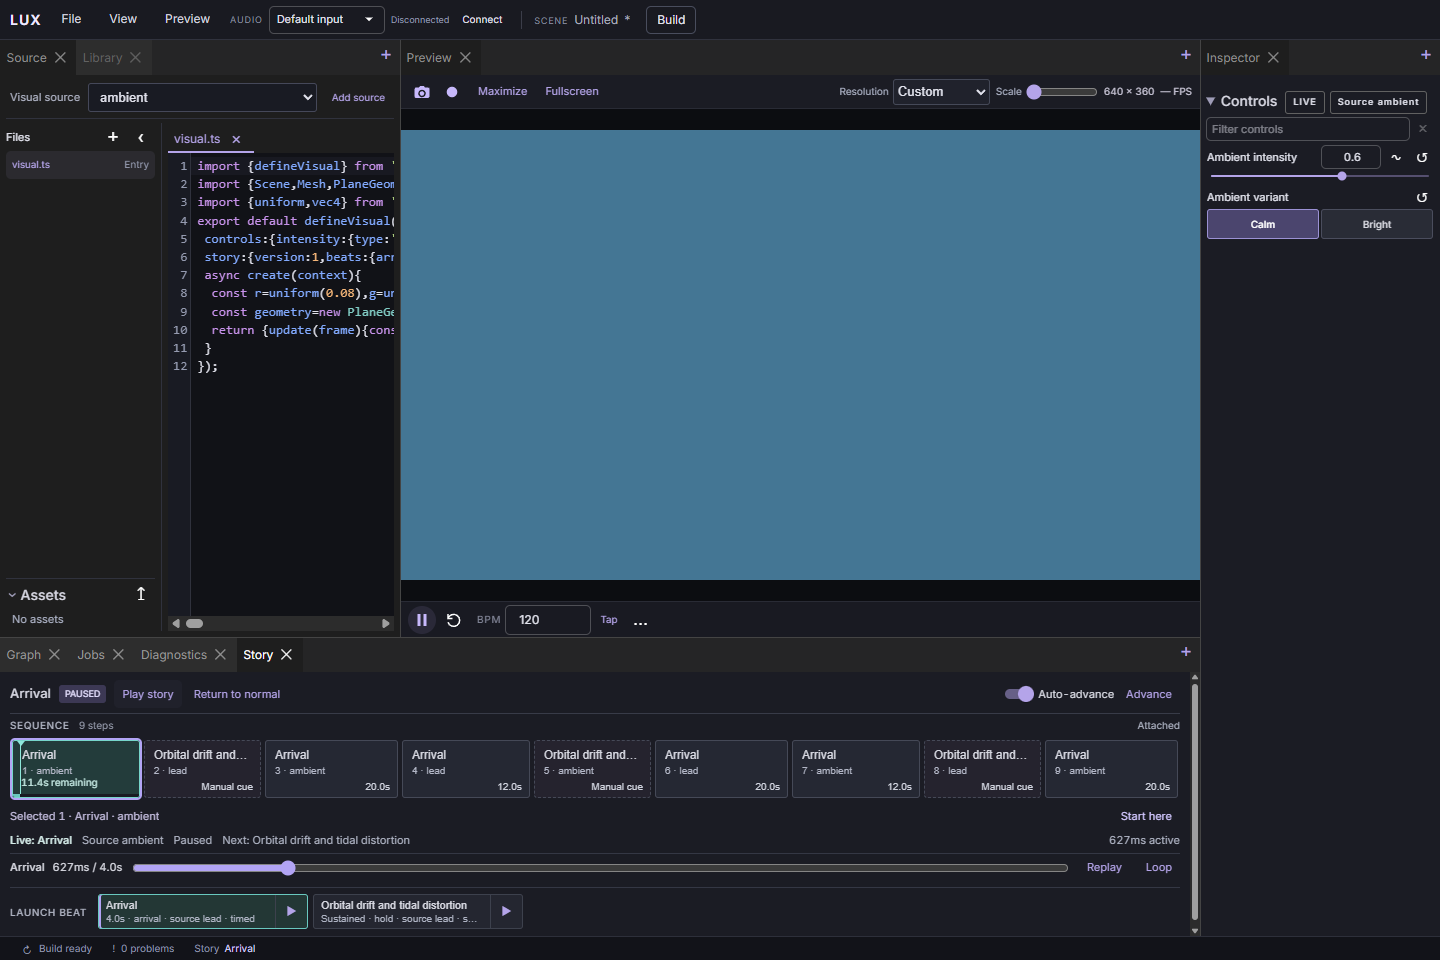 LUX File View Preview AUDIO Default input Disconnected Connect SCENE Untitled * Build
Source Library
Visual source ambient Add source
Files
visual.ts Entry
visual.ts
1 import {defineVisual} from '
2 import {Scene,Mesh,PlaneGeom
3 import {uniform,vec4} from '
4 export default defineVisual(
5 controls:{intensity:{type:'
6 story:{version:1,beats:{arr
7 async create(context){
8 const r=uniform(0.08),g=un
9 const geometry=new PlaneGe
10 return {update(frame){cons
11 }
12 });
Assets
No assets
Preview
Maximize Fullscreen Resolution Custom Scale 640 × 360 — FPS
BPM 120 Tap ...
Inspector
Controls LIVE Source ambient
Filter controls
Ambient intensity 0.6
Ambient variant
Calm Bright
Graph Jobs Diagnostics Story
Arrival PAUSED Play story Return to normal Auto-advance Advance
SEQUENCE 9 steps Attached
Arrival
1 · ambient
11.4s remaining
Orbital drift and...
2 · lead
Manual cue
Arrival
3 · ambient
20.0s
Arrival
4 · lead
12.0s
Orbital drift and...
5 · ambient
Manual cue
Arrival
6 · lead
20.0s
Arrival
7 · ambient
12.0s
Orbital drift and...
8 · lead
Manual cue
Arrival
9 · ambient
20.0s
Selected 1 · Arrival · ambient Start here
Live: Arrival Source ambient Paused Next: Orbital drift and tidal distortion 627ms active
Arrival 627ms / 4.0s Replay Loop
LAUNCH BEAT
Arrival
4.0s · arrival · source lead · timed
Orbital drift and tidal distortion
Sustained · hold · source lead · s...
Build ready ! 0 problems Story Arrival